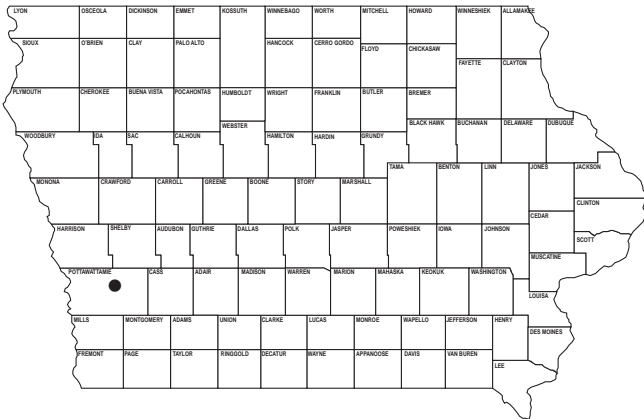 LYON OSCEOLA DICKINSON EMMET KOSSUTH WINNEBAGO WORTH MITCHELL HOWARD WINNESHIEK ALLAMAKEE
SIOUX O'BRIEN CLAY PALO ALTO HANCOCK CERRO GORDO FLOYD CHICKASAW
FAYETTE CLAYTON
PLYMOUTH CHEROKEE BUENA VISTA POCAHONTAS HUMBOLDT WRIGHT FRANKLIN BUTLER BREMER
WEBSTER BLACK HAWK BUCHANAN DELAWARE DUBUQUE
WOODBURY IDA SAC CALHOUN HAMILTON HARDIN GRUNDY
TAMA BENTON LINN JONES JACKSON
MONONA CRAWFORD CARROLL GREENE BOONE STORY MARSHALL
CLINTON
CEDAR
HARRISON SHELBY AUDUBON GUTHRIE DALLAS POLK JASPER POWESHIEK IOWA JOHNSON
SCOTT
MUSCATINE
POTTAWATTAMIE CASS ADAIR MADISON WARREN MARION MAHASKA KEOKUK WASHINGTON
LOUISA
MILLS MONTGOMERY ADAMS UNION CLARKE LUCAS MONROE WAPELLO JEFFERSON HENRY
DES MOINES
FREMONT PAGE TAYLOR RINGGOLD DECATUR WAYNE APPANOOSE DAVIS VAN BUREN
LEE